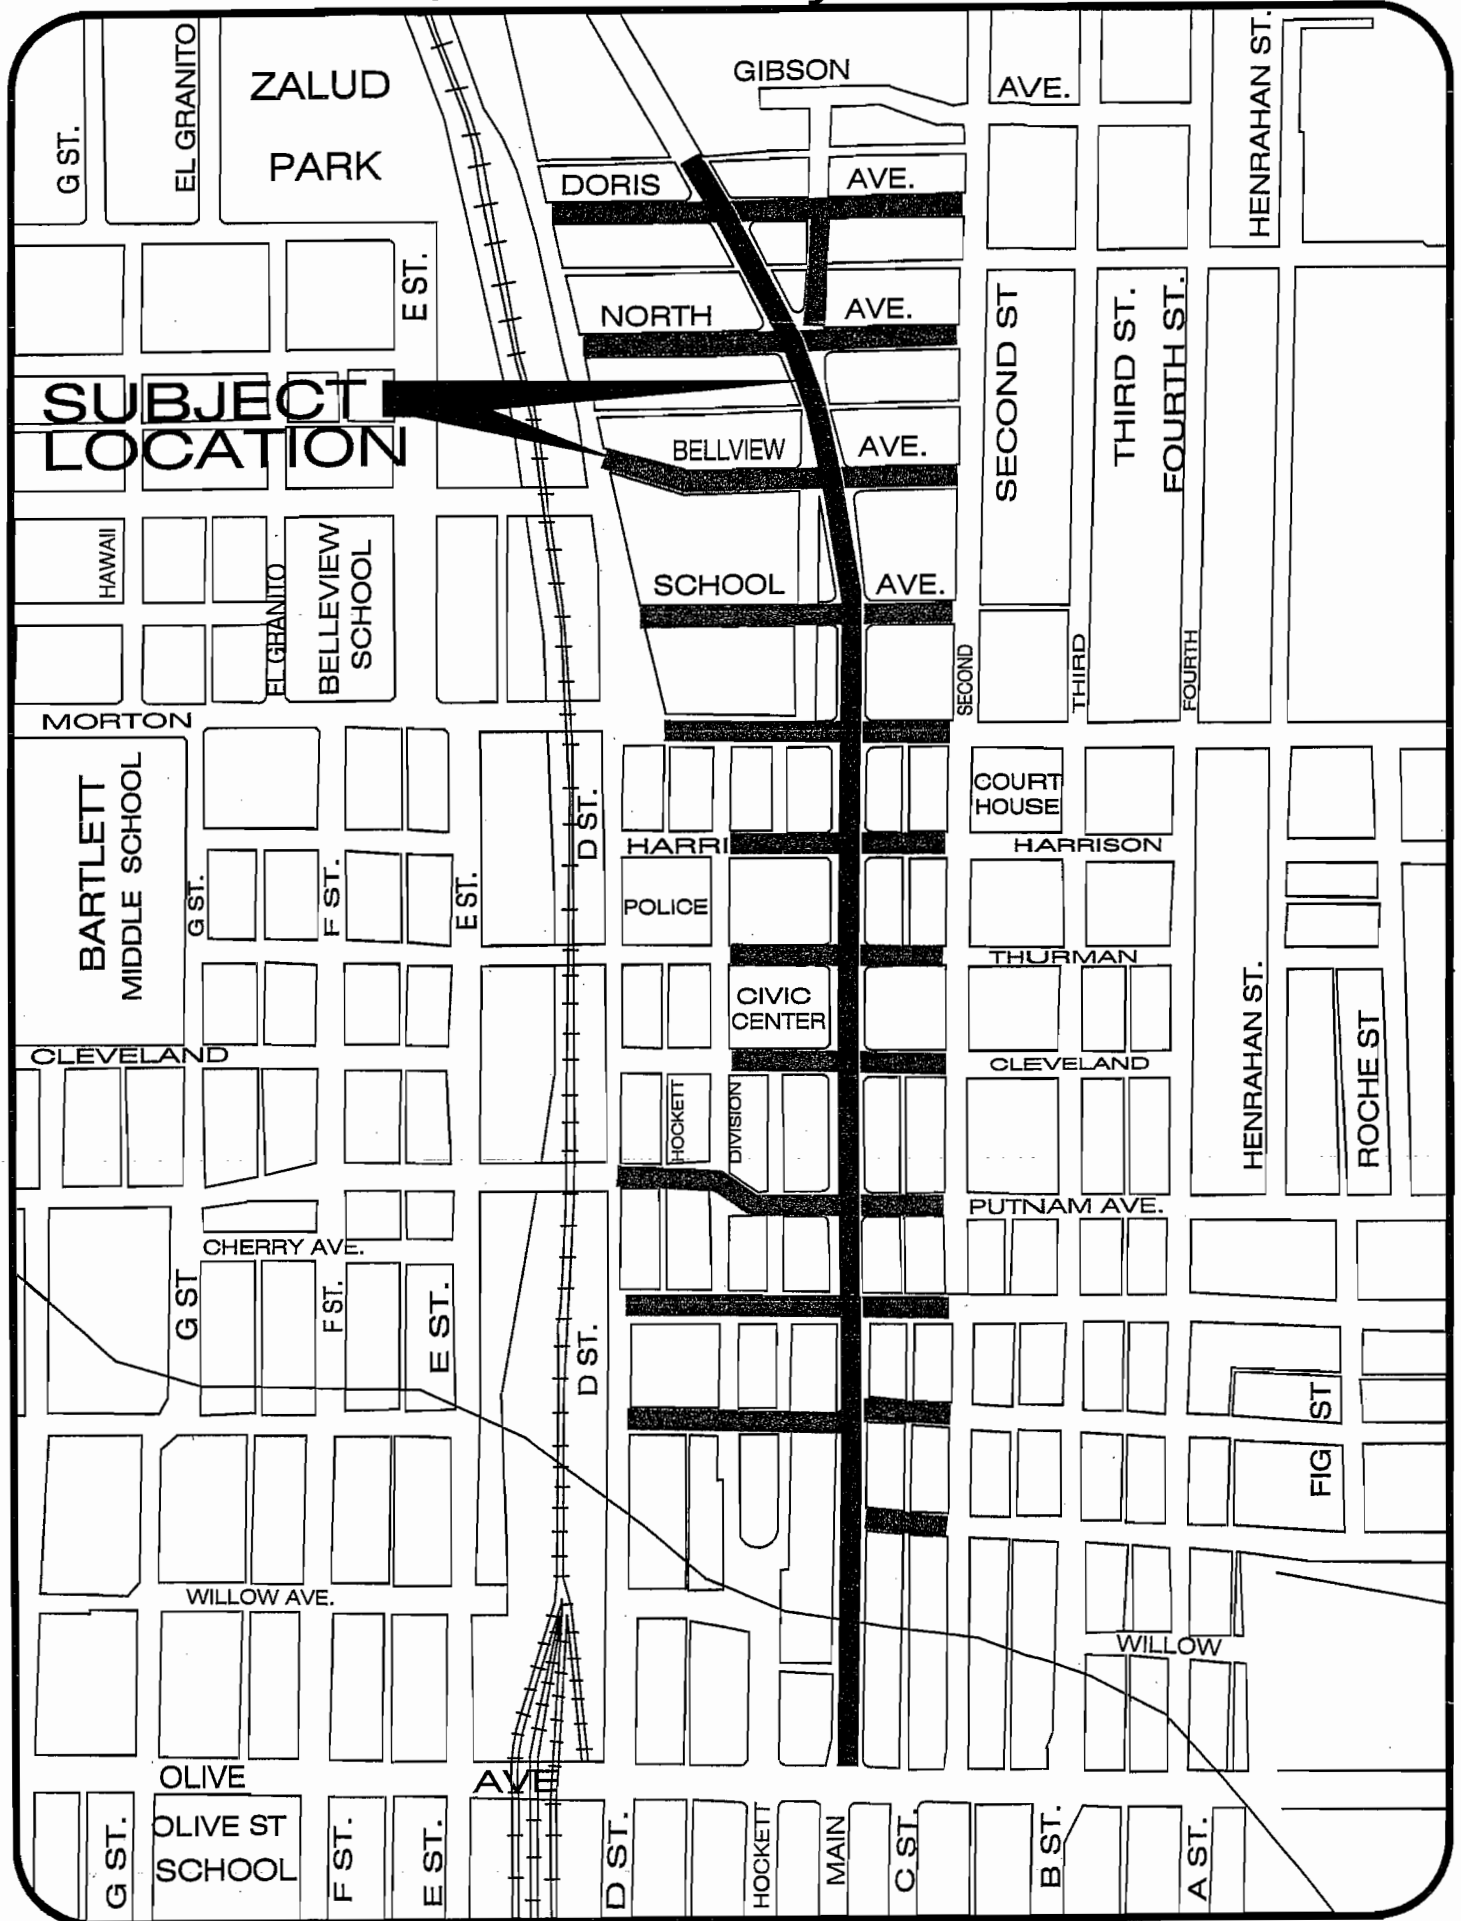 GIBSON
AVE.
HENRAHAN ST.
EL GRANITO
G ST.
ZALUD
PARK
DORIS
AVE.
E ST.
NORTH
AVE.
SECOND ST
THIRD ST.
FOURTH ST.
SUBJECT
LOCATION
BELLVIEW
AVE.
HAWAII
EL GRANITO
BELLEVIEW
SCHOOL
SCHOOL
AVE.
SECOND
THIRD
FOURTH
MORTON
BARTLETT
MIDDLE SCHOOL
D ST.
COURT
HOUSE
HARRI
HARRISON
G ST.
F ST.
E ST.
POLICE
THURMAN
CIVIC
CENTER
CLEVELAND
CLEVELAND
HENRAHAN ST.
ROCHE ST
HOCKETT
DIVISION
PUTNAM AVE.
CHERRY AVE.
G ST
F ST.
E ST.
D ST.
FIG ST
WILLOW AVE.
WILLOW
OLIVE
AVE
OLIVE ST
SCHOOL
G ST.
F ST.
E ST.
D ST.
HOCKETT
MAIN
C ST.
B ST.
A ST.